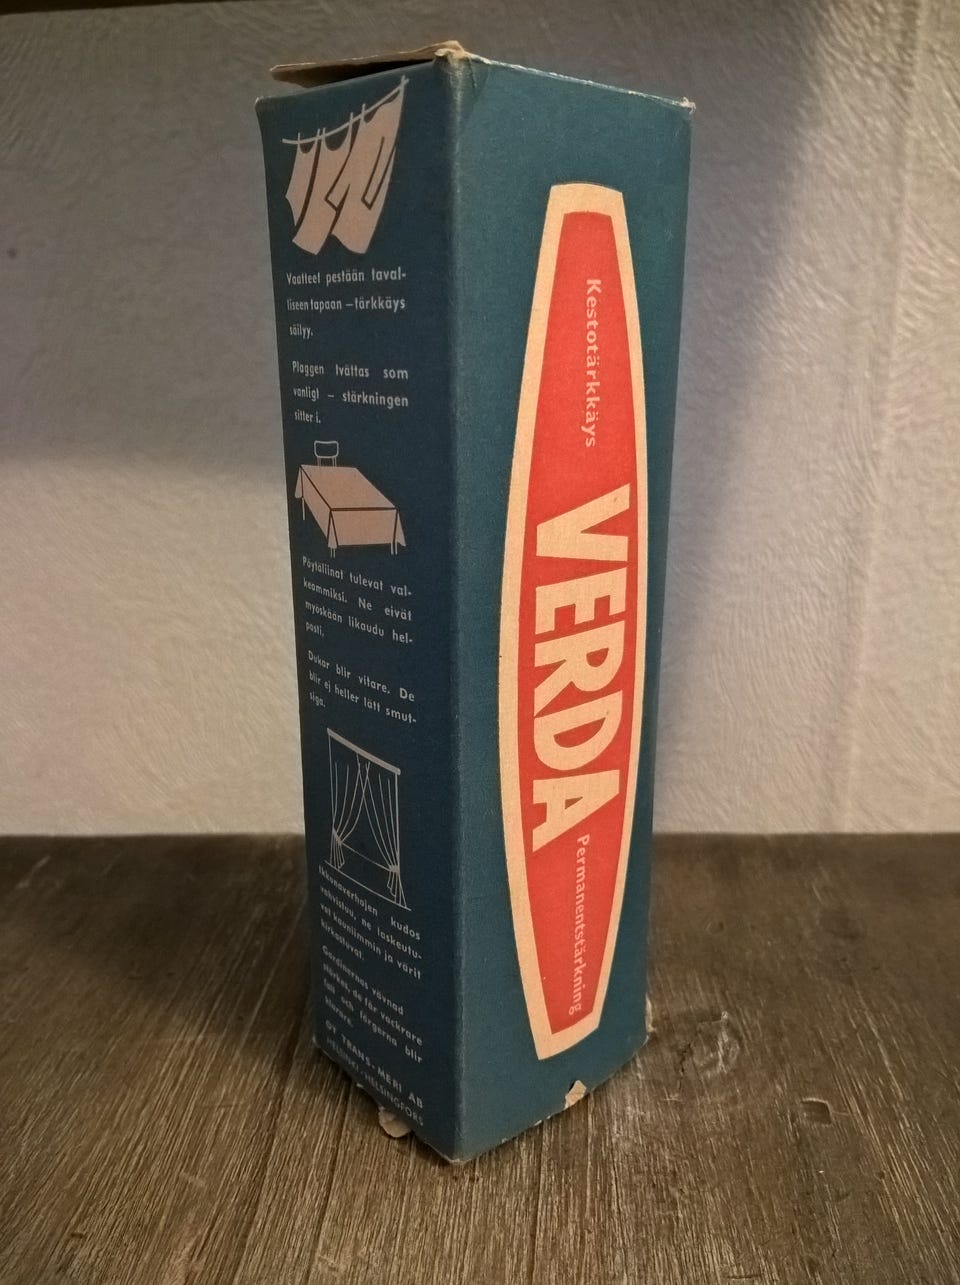 Vaatteet pestään taval-
liseen tapaan – tärkkäys
säilyy.
Plaggen tvättas som
vanligt – stärkningen
sitter i.
Pöytäliinat tulevat val-
keammiksi. Ne eivät
myöskään likaudu hel-
posti.
Dukar blir vitare. De
blir ej heller lätt smut-
siga.
Ikkunaverhojen kudos
vahvistuu, ne laskeutu-
vat kauniimmin ja värit
kirkastuvat.
Gardinernas vävnad
stärkes, de får vackrare
fall och färgerna blir
klarare.
OY TRANS-MERI AB
HELSINKI-HELSINGFORS
Kestotärkkäys
VERDA
Permanentstärkning